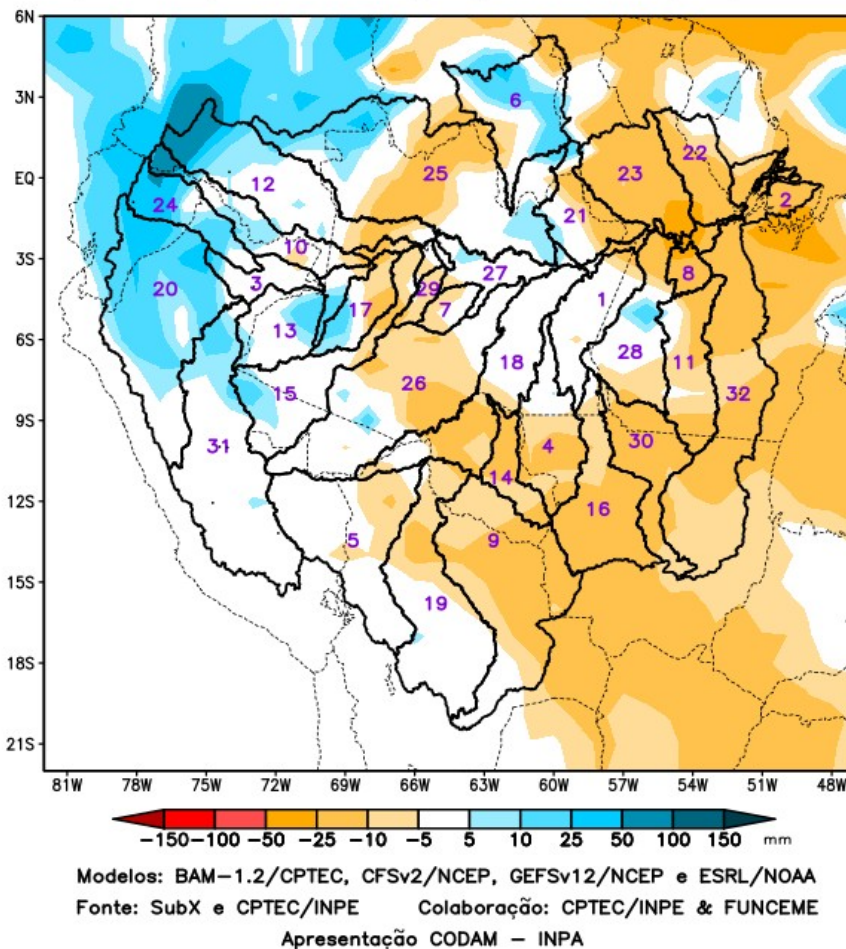 6N
3N
EQ
3S
6S
9S
12S
15S
18S
21S
6
12
25
23
22
24
2
21
10
20
3
27
8
29
17
7
1
13
18
28
15
26
11
32
31
4
30
14
16
5
9
19
81W 78W 75W 72W 69W 66W 63W 60W 57W 54W 51W 48W
−150 −100 −50 −25 −10 −5 5 10 25 50 100 150 mm
Modelos: BAM−1.2/CPTEC, CFSv2/NCEP, GEFSv12/NCEP e ESRL/NOAA
Fonte: SubX e CPTEC/INPE Colaboração: CPTEC/INPE & FUNCEME
Apresentação CODAM − INPA